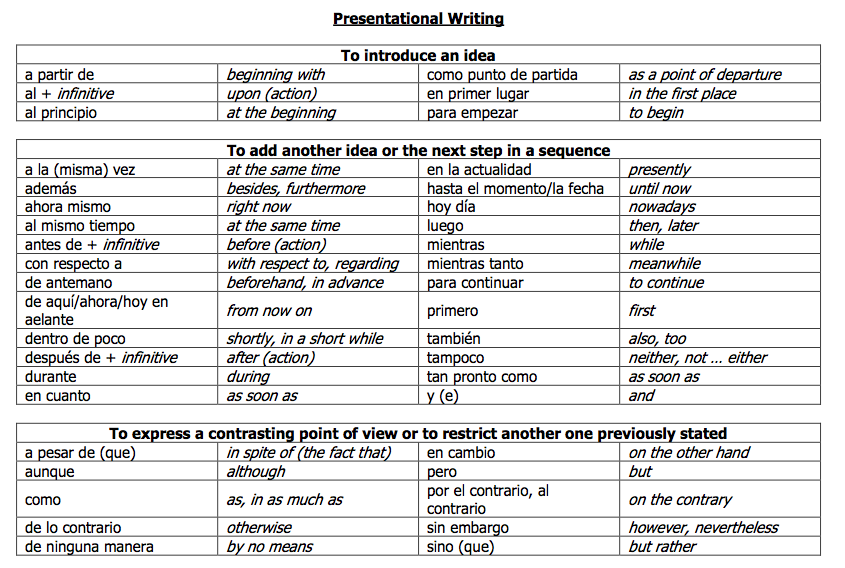 Presentational Writing
To introduce an idea
a partir de beginning with como punto de partida as a point of departure
al + infinitive upon (action) en primer lugar in the first place
al principio at the beginning para empezar to begin
To add another idea or the next step in a sequence
a la (misma) vez at the same time en la actualidad presently
además besides, furthermore hasta el momento/la fecha until now
ahora mismo right now hoy día nowadays
al mismo tiempo at the same time luego then, later
antes de + infinitive before (action) mientras while
con respecto a with respect to, regarding mientras tanto meanwhile
de antemano beforehand, in advance para continuar to continue
de aquí/ahora/hoy en
aelante from now on primero first
dentro de poco shortly, in a short while también also, too
después de + infinitive after (action) tampoco neither, not … either
durante during tan pronto como as soon as
en cuanto as soon as y (e) and
To express a contrasting point of view or to restrict another one previously stated
a pesar de (que) in spite of (the fact that) en cambio on the other hand
aunque although pero but
como as, in as much as por el contrario, al
contrario on the contrary
de lo contrario otherwise sin embargo however, nevertheless
de ninguna manera by no means sino (que) but rather